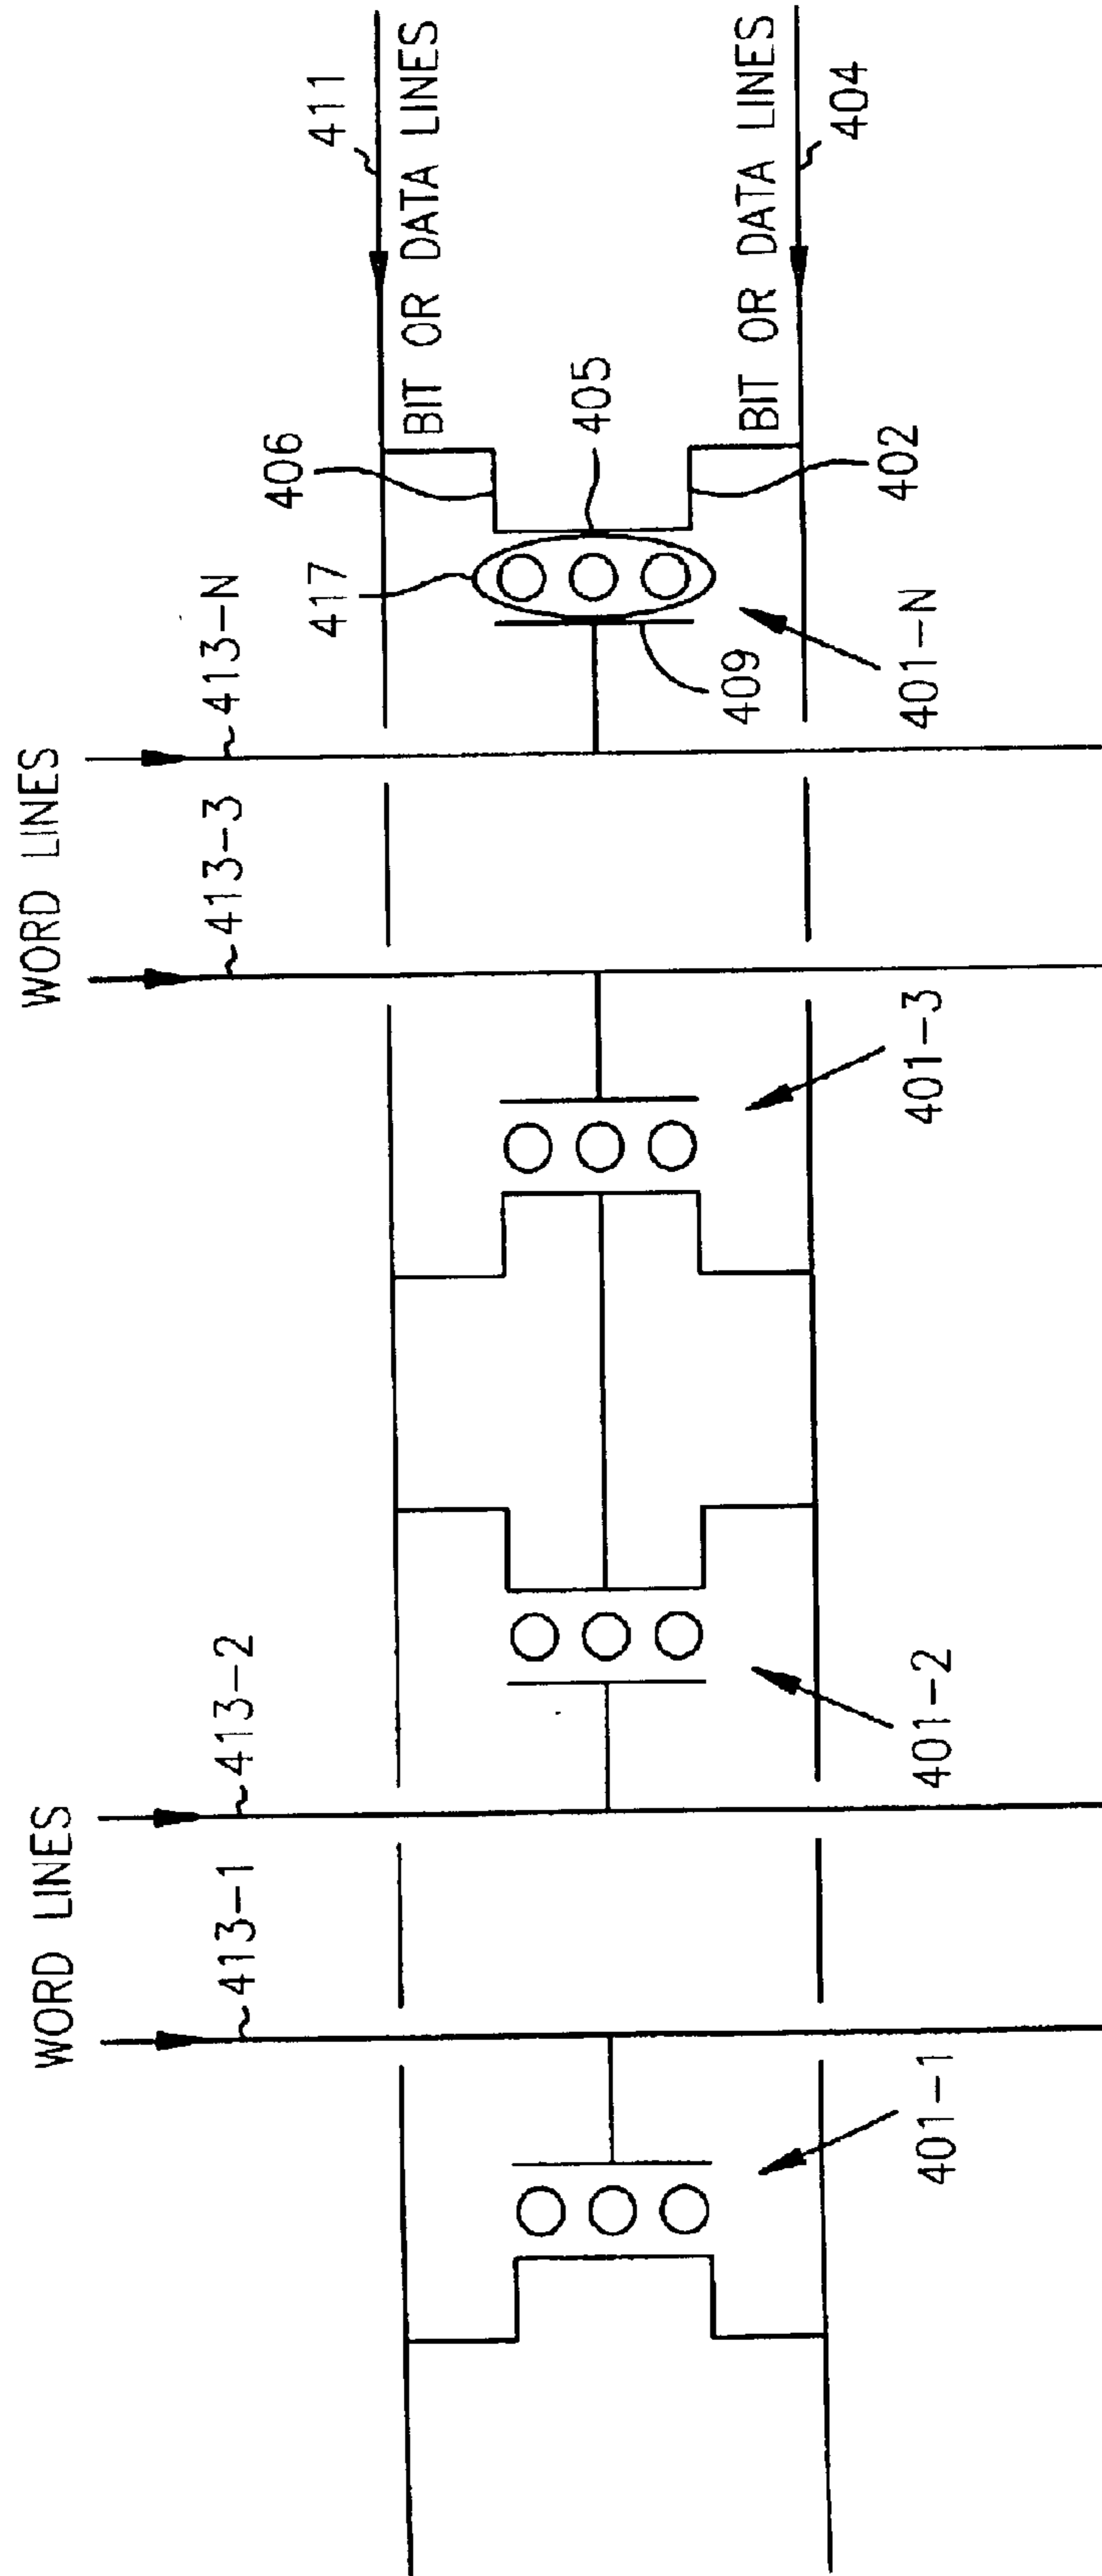 WORD LINES
WORD LINES
413-1
413-2
413-3
413-N
411
BIT OR DATA LINES
406
417
405
409
402
BIT OR DATA LINES
404
401-1
401-2
401-3
401-N